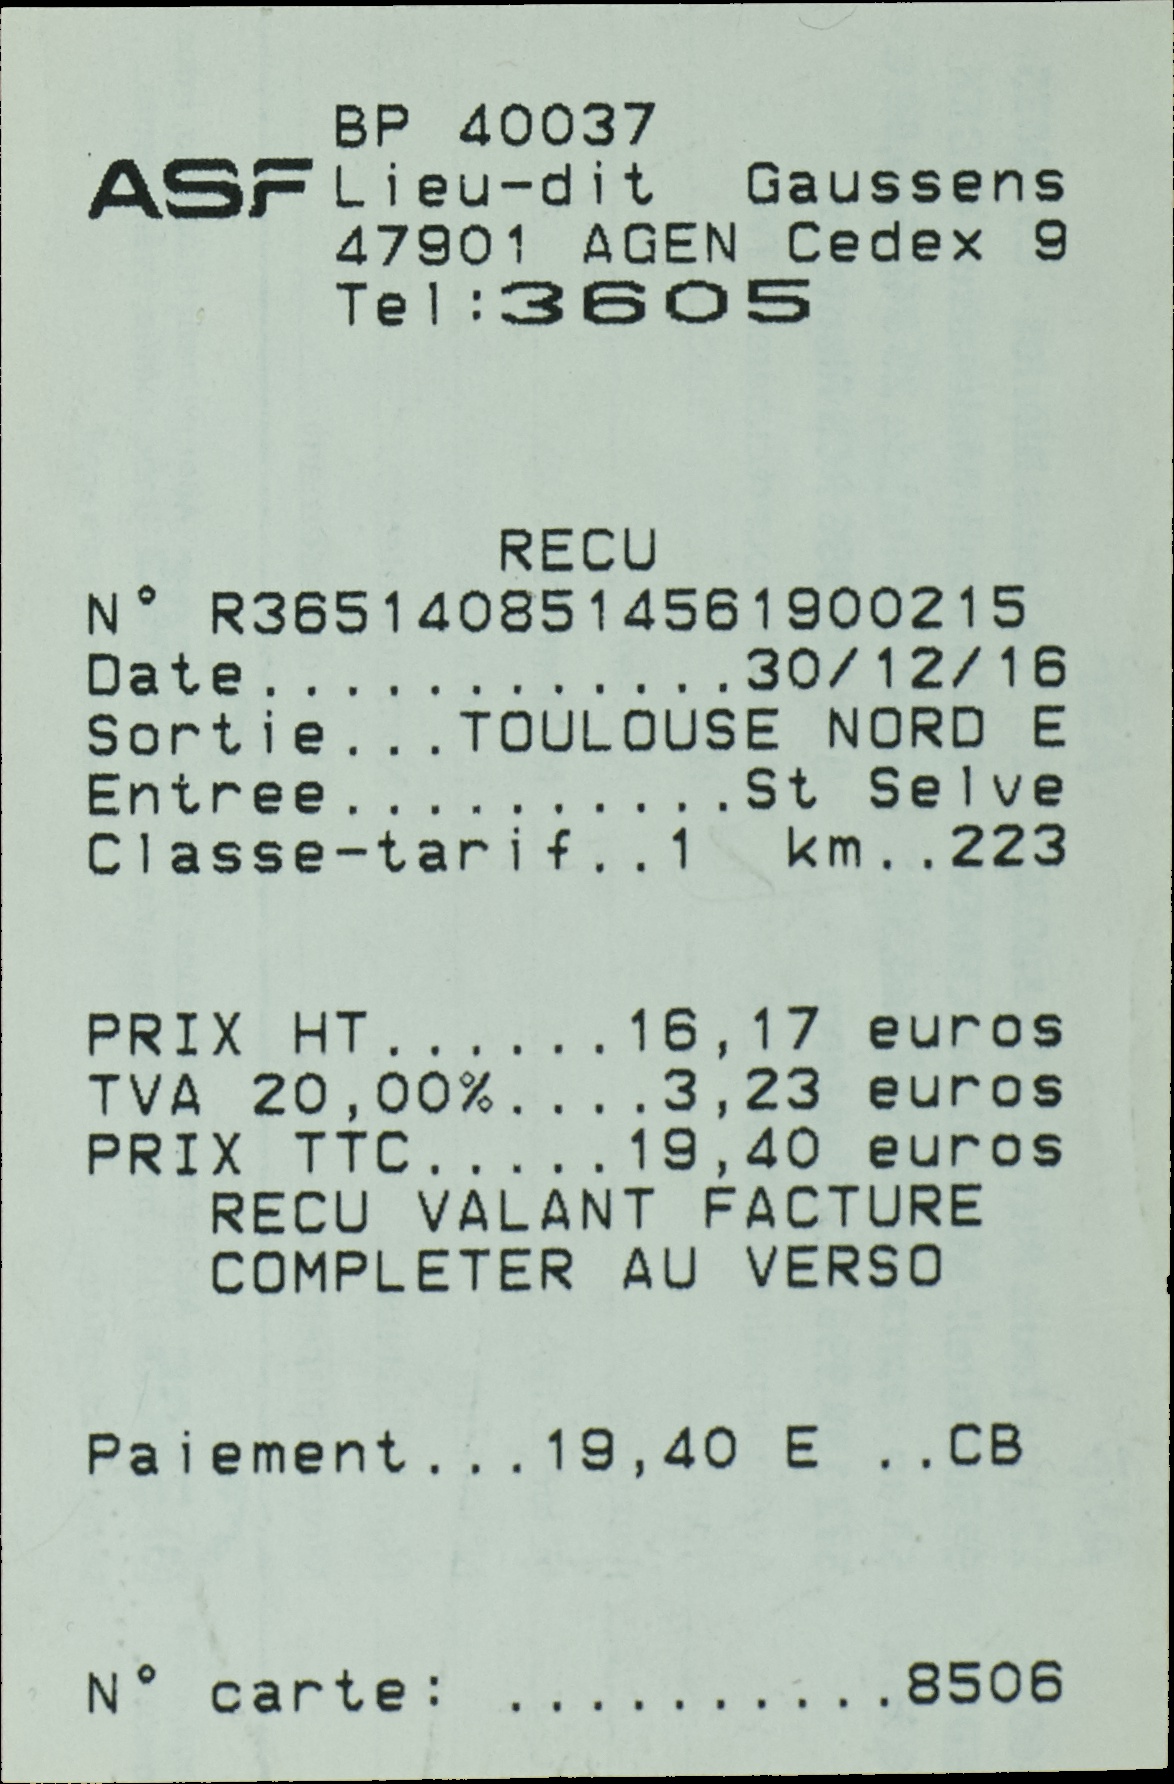 BP 40037
ASF Lieu-dit Gaussens
47901 AGEN Cedex 9
Tel:3605
RECU
N° R3651408514561900215
Date............30/12/16
Sortie...TOULOUSE NORD E
Entree..........St Selve
Classe-tarif..1 km..223
PRIX HT......16,17 euros
TVA 20,00%....3,23 euros
PRIX TTC.....19,40 euros
RECU VALANT FACTURE
COMPLETER AU VERSO
Paiement...19,40 E ..CB
N° carte: ..........8506